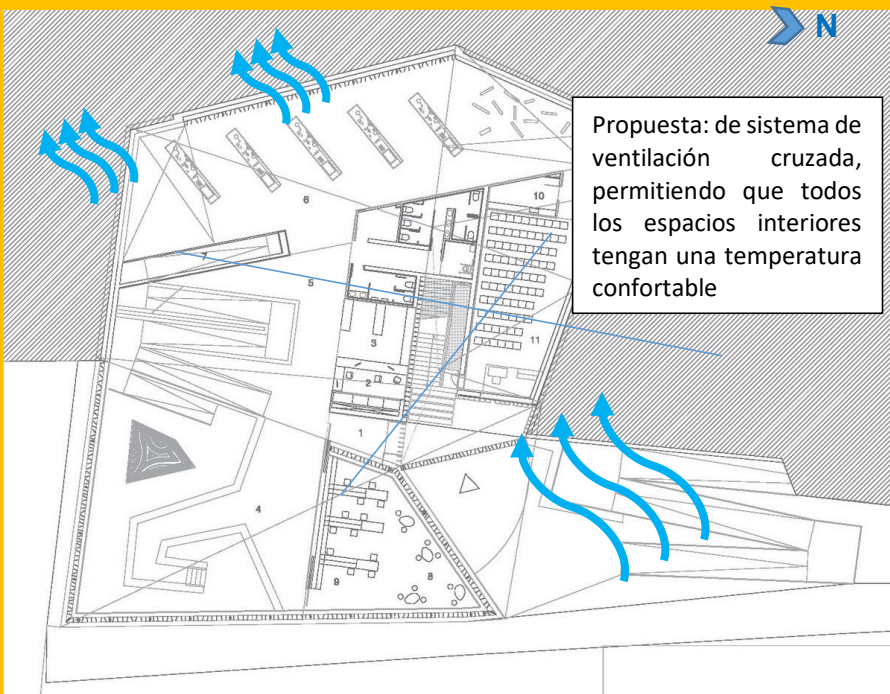 N
Propuesta: de sistema de
ventilación cruzada,
permitiendo que todos
los espacios interiores
tengan una temperatura
confortable
10
6
7
5
3
11
2
1
4
9
8